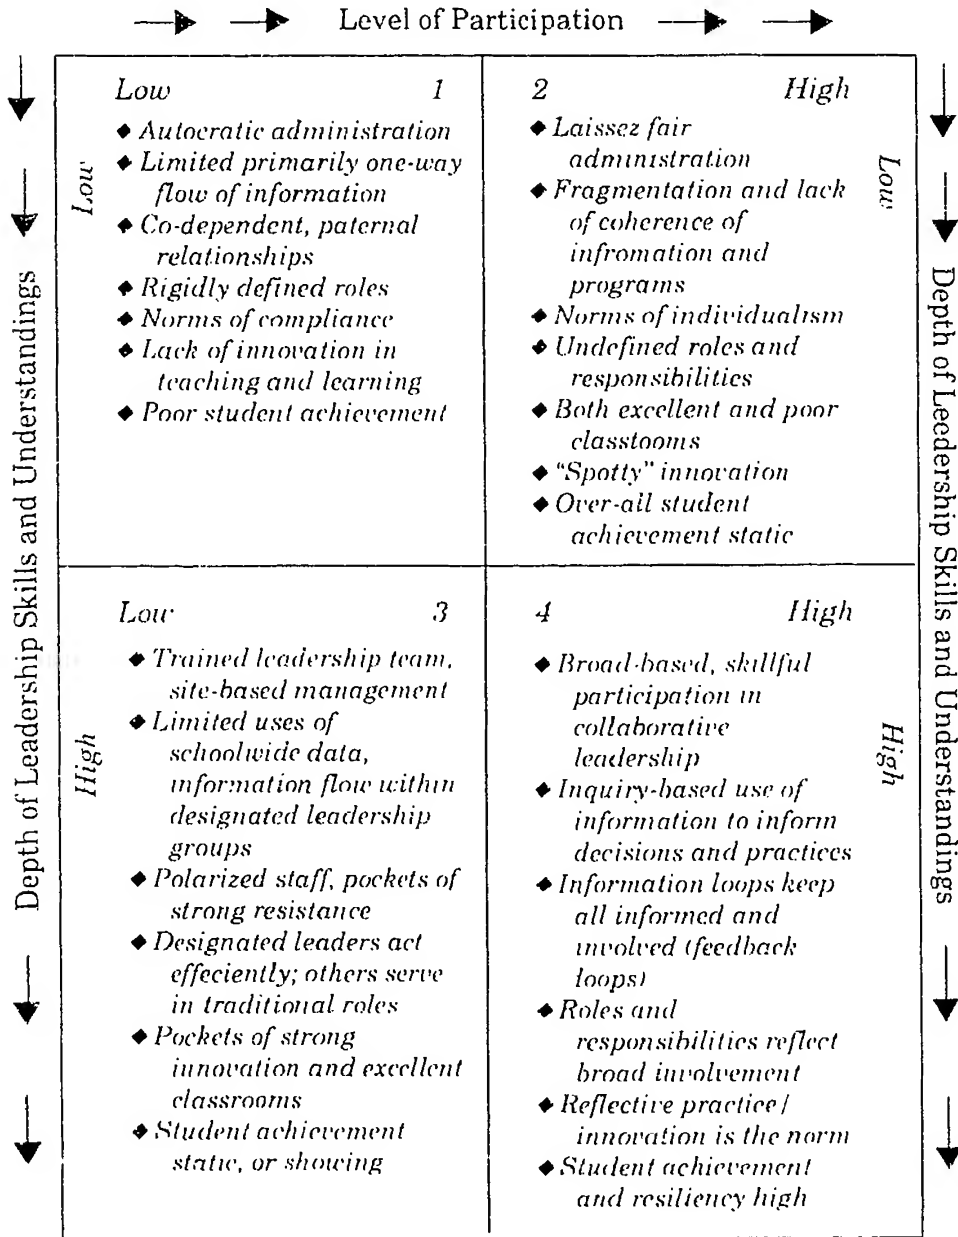 Level of Participation
Depth of Leadership Skills and Understandings
Low 1
Low
◆ Autocratic administration
◆ Limited primarily one-way
flow of information
◆ Co-dependent, paternal
relationships
◆ Rigidly defined roles
◆ Norms of compliance
◆ Lack of innovation in
teaching and learning
◆ Poor student achievement
2 High
Low
◆ Laissez fair
administration
◆ Fragmentation and lack
of coherence of
infromation and
programs
◆ Norms of individualism
◆ Undefined roles and
responsibilities
◆ Both excellent and poor
classtooms
◆ "Spotty" innovation
◆ Over-all student
achievement static
Low 3
High
◆ Trained leadership team,
site-based management
◆ Limited uses of
schoolwide data,
information flow within
designated leadership
groups
◆ Polarized staff, pockets of
strong resistance
◆ Designated leaders act
effeciently; others serve
in traditional roles
◆ Pockets of strong
innovation and excellent
classrooms
◆ Student achievement
static, or showing
4 High
High
◆ Broad-based, skillful
participation in
collaborative
leadership
◆ Inquiry-based use of
information to inform
decisions and practices
◆ Information loops keep
all informed and
involved (feedback
loops)
◆ Roles and
responsibilities reflect
broad involvement
◆ Reflective practice/
innovation is the norm
◆ Student achievement
and resiliency high
Depth of Leedership Skills and Understandings